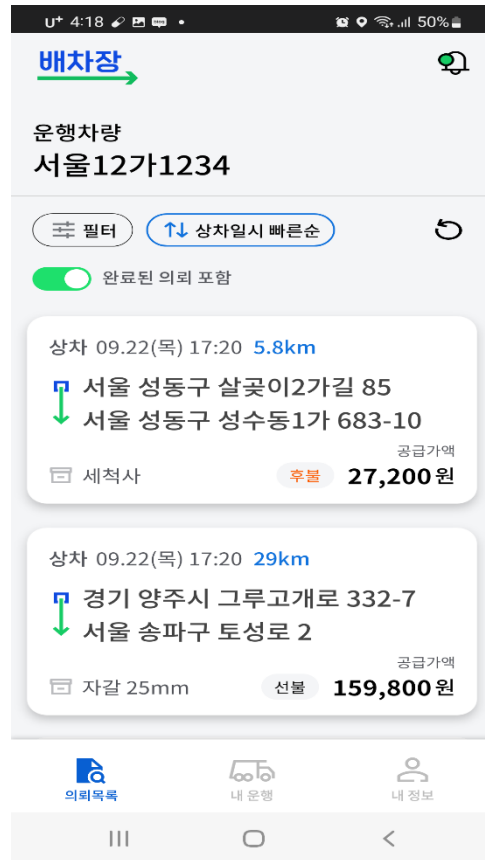 U+ 4:18 50%
배차장
운행차량
서울12가1234
필터 상차일시 빠른순
완료된 의뢰 포함
상차 09.22(목) 17:20 5.8km
서울 성동구 살곶이2가길 85
서울 성동구 성수동1가 683-10
공급가액
세척사 후불 27,200원
상차 09.22(목) 17:20 29km
경기 양주시 그루고개로 332-7
서울 송파구 토성로 2
공급가액
자갈 25mm 선불 159,800원
의뢰목록 내 운행 내 정보